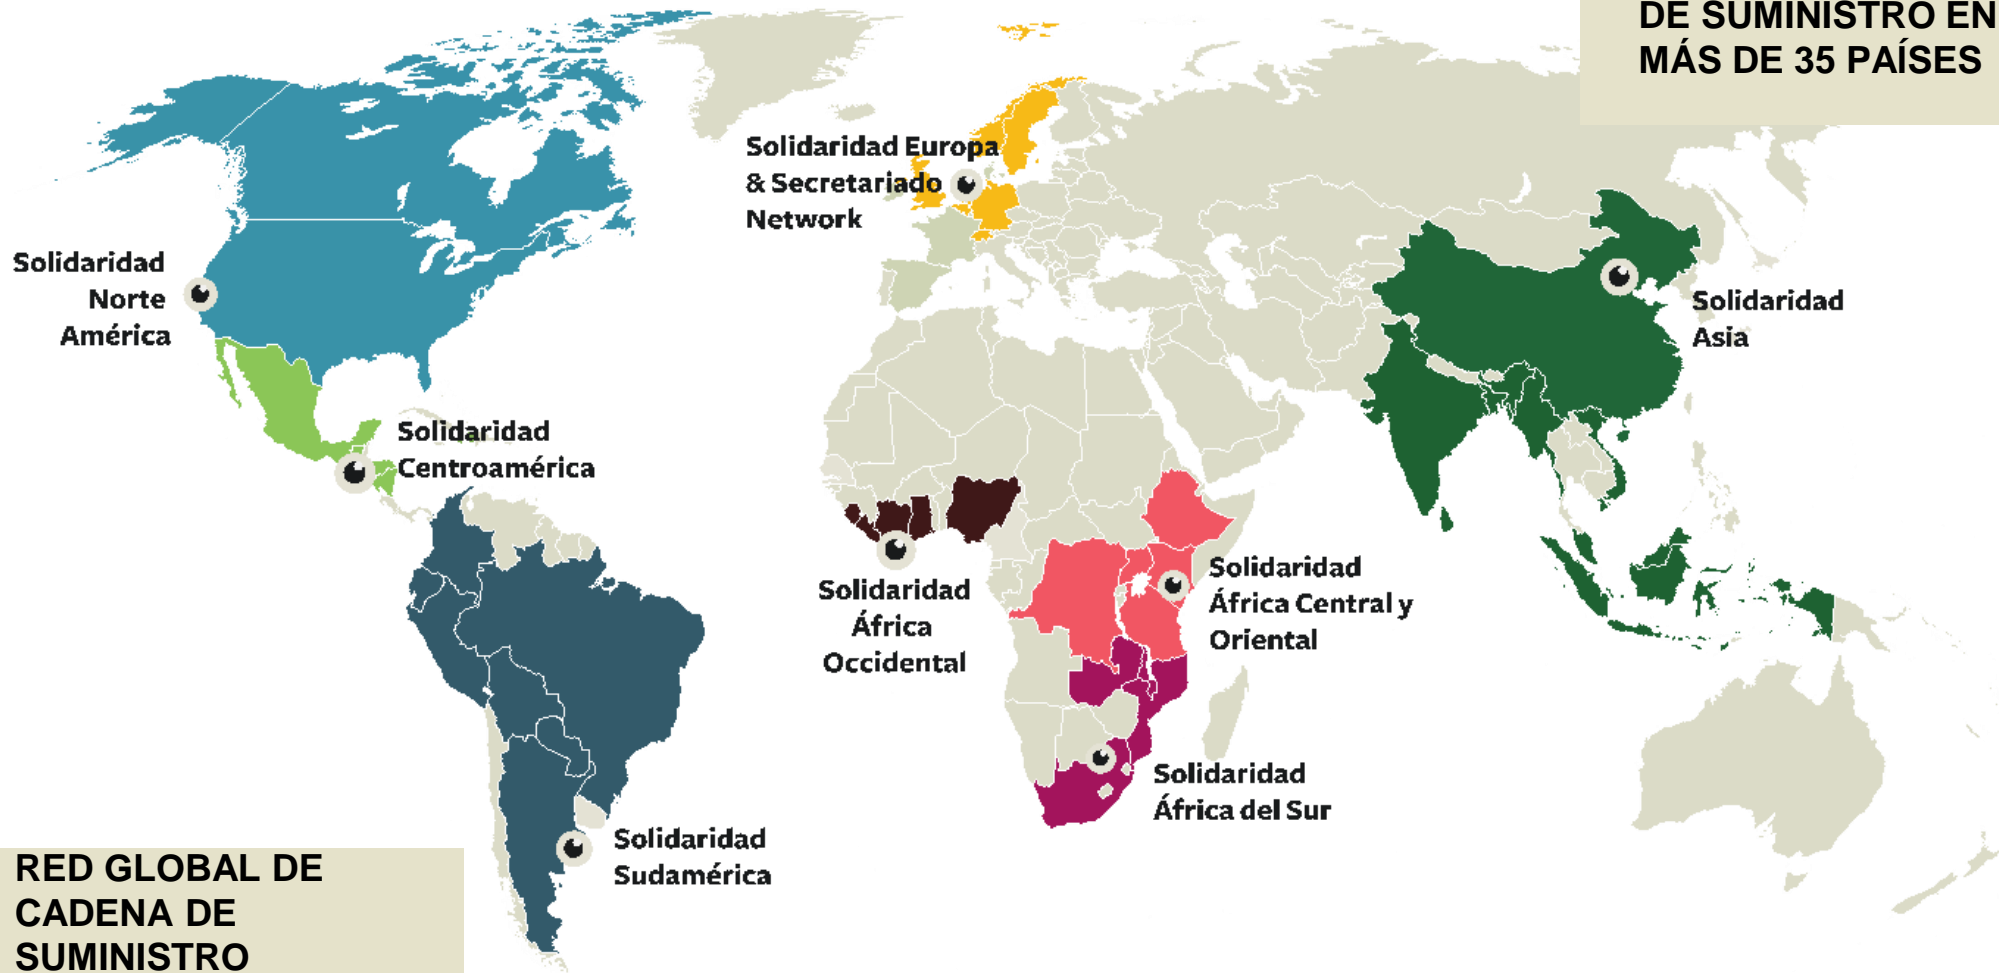 DE SUMINISTRO EN
MÁS DE 35 PAÍSES
Solidaridad Europa
& Secretariado
Network
Solidaridad
Norte
América
Solidaridad
Asia
Solidaridad
Centroamérica
Solidaridad
África
Occidental
Solidaridad
África Central y
Oriental
Solidaridad
África del Sur
Solidaridad
Sudamérica
RED GLOBAL DE
CADENA DE
SUMINISTRO